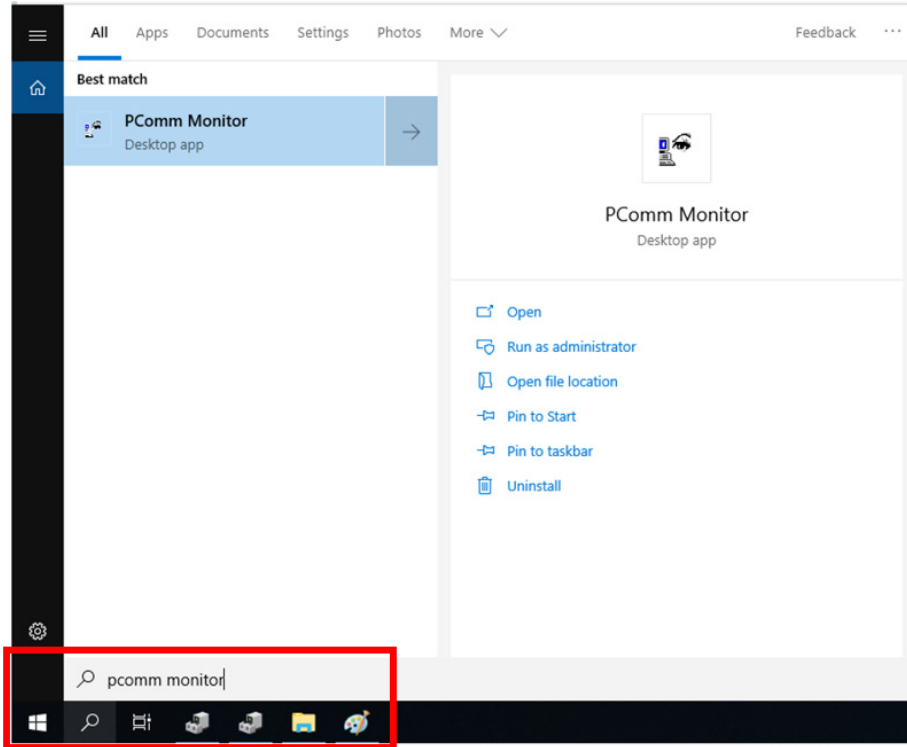 All Apps Documents Settings Photos More Feedback ...
Best match
PComm Monitor
Desktop app
PComm Monitor
Desktop app
Open
Run as administrator
Open file location
Pin to Start
Pin to taskbar
Uninstall
pcomm monitor